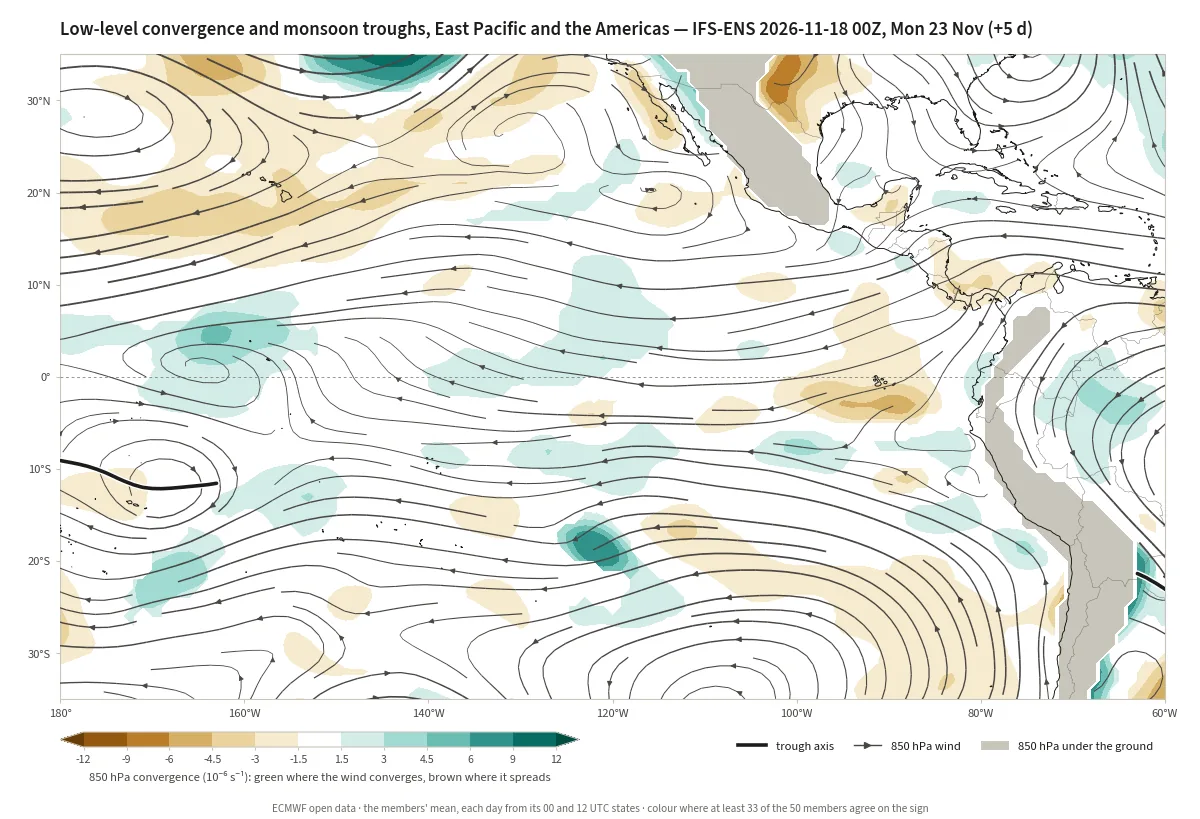 Low-level convergence and monsoon troughs, East Pacific and the Americas — IFS-ENS 2026-11-18 00Z, Mon 23 Nov (+5 d)
30°N
20°N
10°N
0°
10°S
20°S
30°S
180° 160°W 140°W 120°W 100°W 80°W 60°W
-12 -9 -6 -4.5 -3 -1.5 1.5 3 4.5 6 9 12
850 hPa convergence (10⁻⁶ s⁻¹): green where the wind converges, brown where it spreads
trough axis 850 hPa wind 850 hPa under the ground
ECMWF open data · the members' mean, each day from its 00 and 12 UTC states · colour where at least 33 of the 50 members agree on the sign